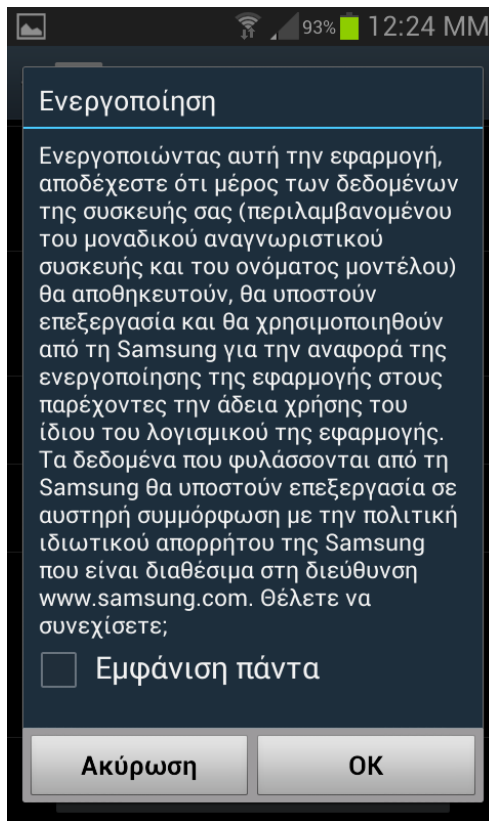 93% 12:24 MM
Ενεργοποίηση
Ενεργοποιώντας αυτή την εφαρμογή,
αποδέχεστε ότι μέρος των δεδομένων
της συσκευής σας (περιλαμβανομένου
του μοναδικού αναγνωριστικού
συσκευής και του ονόματος μοντέλου)
θα αποθηκευτούν, θα υποστούν
επεξεργασία και θα χρησιμοποιηθούν
από τη Samsung για την αναφορά της
ενεργοποίησης της εφαρμογής στους
παρέχοντες την άδεια χρήσης του
ίδιου του λογισμικού της εφαρμογής.
Τα δεδομένα που φυλάσσονται από τη
Samsung θα υποστούν επεξεργασία σε
αυστηρή συμμόρφωση με την πολιτική
ιδιωτικού απορρήτου της Samsung
που είναι διαθέσιμα στη διεύθυνση
www.samsung.com. Θέλετε να
συνεχίσετε;
Εμφάνιση πάντα
Ακύρωση OK